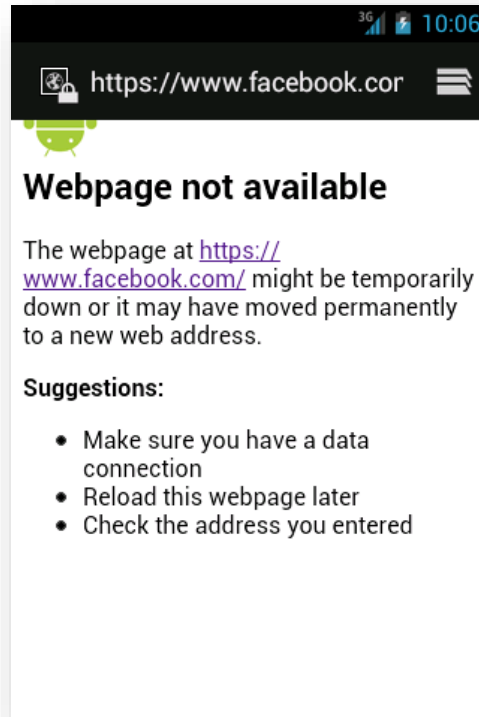 3G 10:06
https://www.facebook.cor
Webpage not available
The webpage at https://
www.facebook.com/ might be temporarily
down or it may have moved permanently
to a new web address.
Suggestions:
Make sure you have a data
connection
Reload this webpage later
Check the address you entered